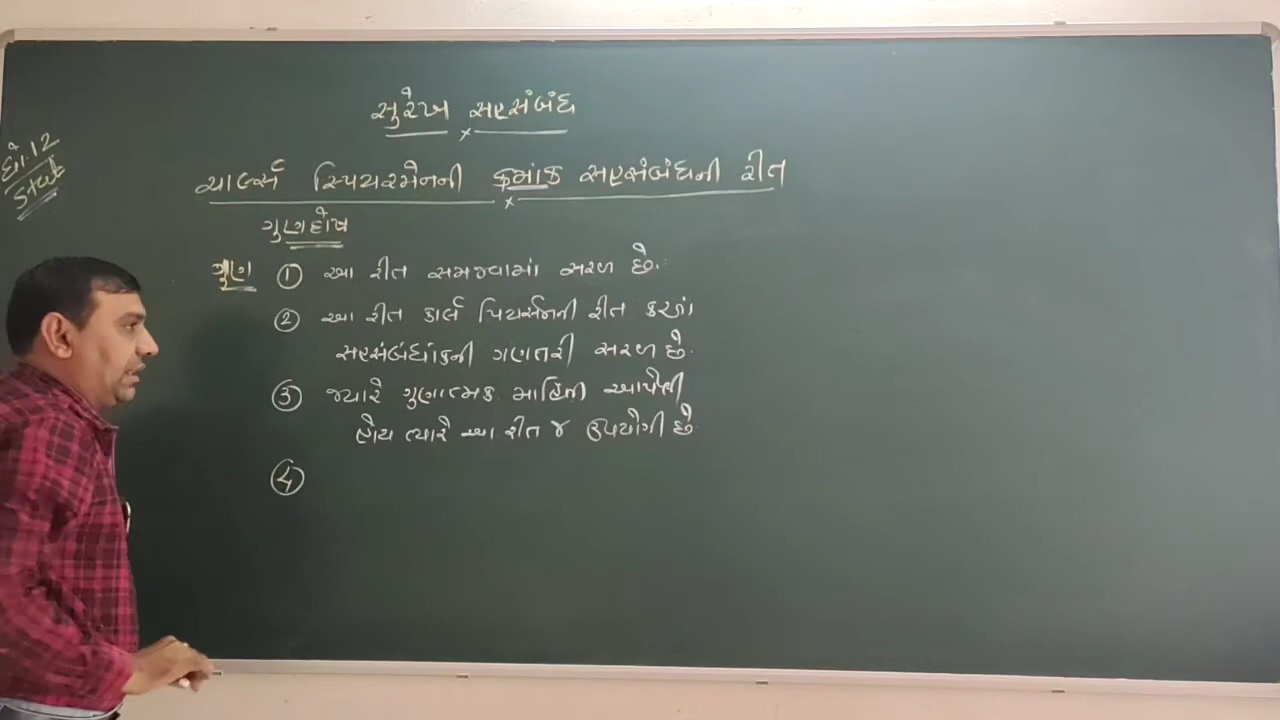 ધો.12
Stat
સુરેખ સહસંબંધ
ચાર્લ્સ સ્પિયરમેનની ક્રમાંક સહસંબંધની રીત
ગુણદોષ
ગુણ ① આ રીત સમજવામાં સરળ છે.
② આ રીત કાર્લ પિયર્સનની રીત કરતાં
સહસંબંધાંકની ગણતરી સરળ છે.
③ જ્યારે ગુણાત્મક માહિતી આપેલી
હોય ત્યારે આ રીત જ ઉપયોગી છે.
④